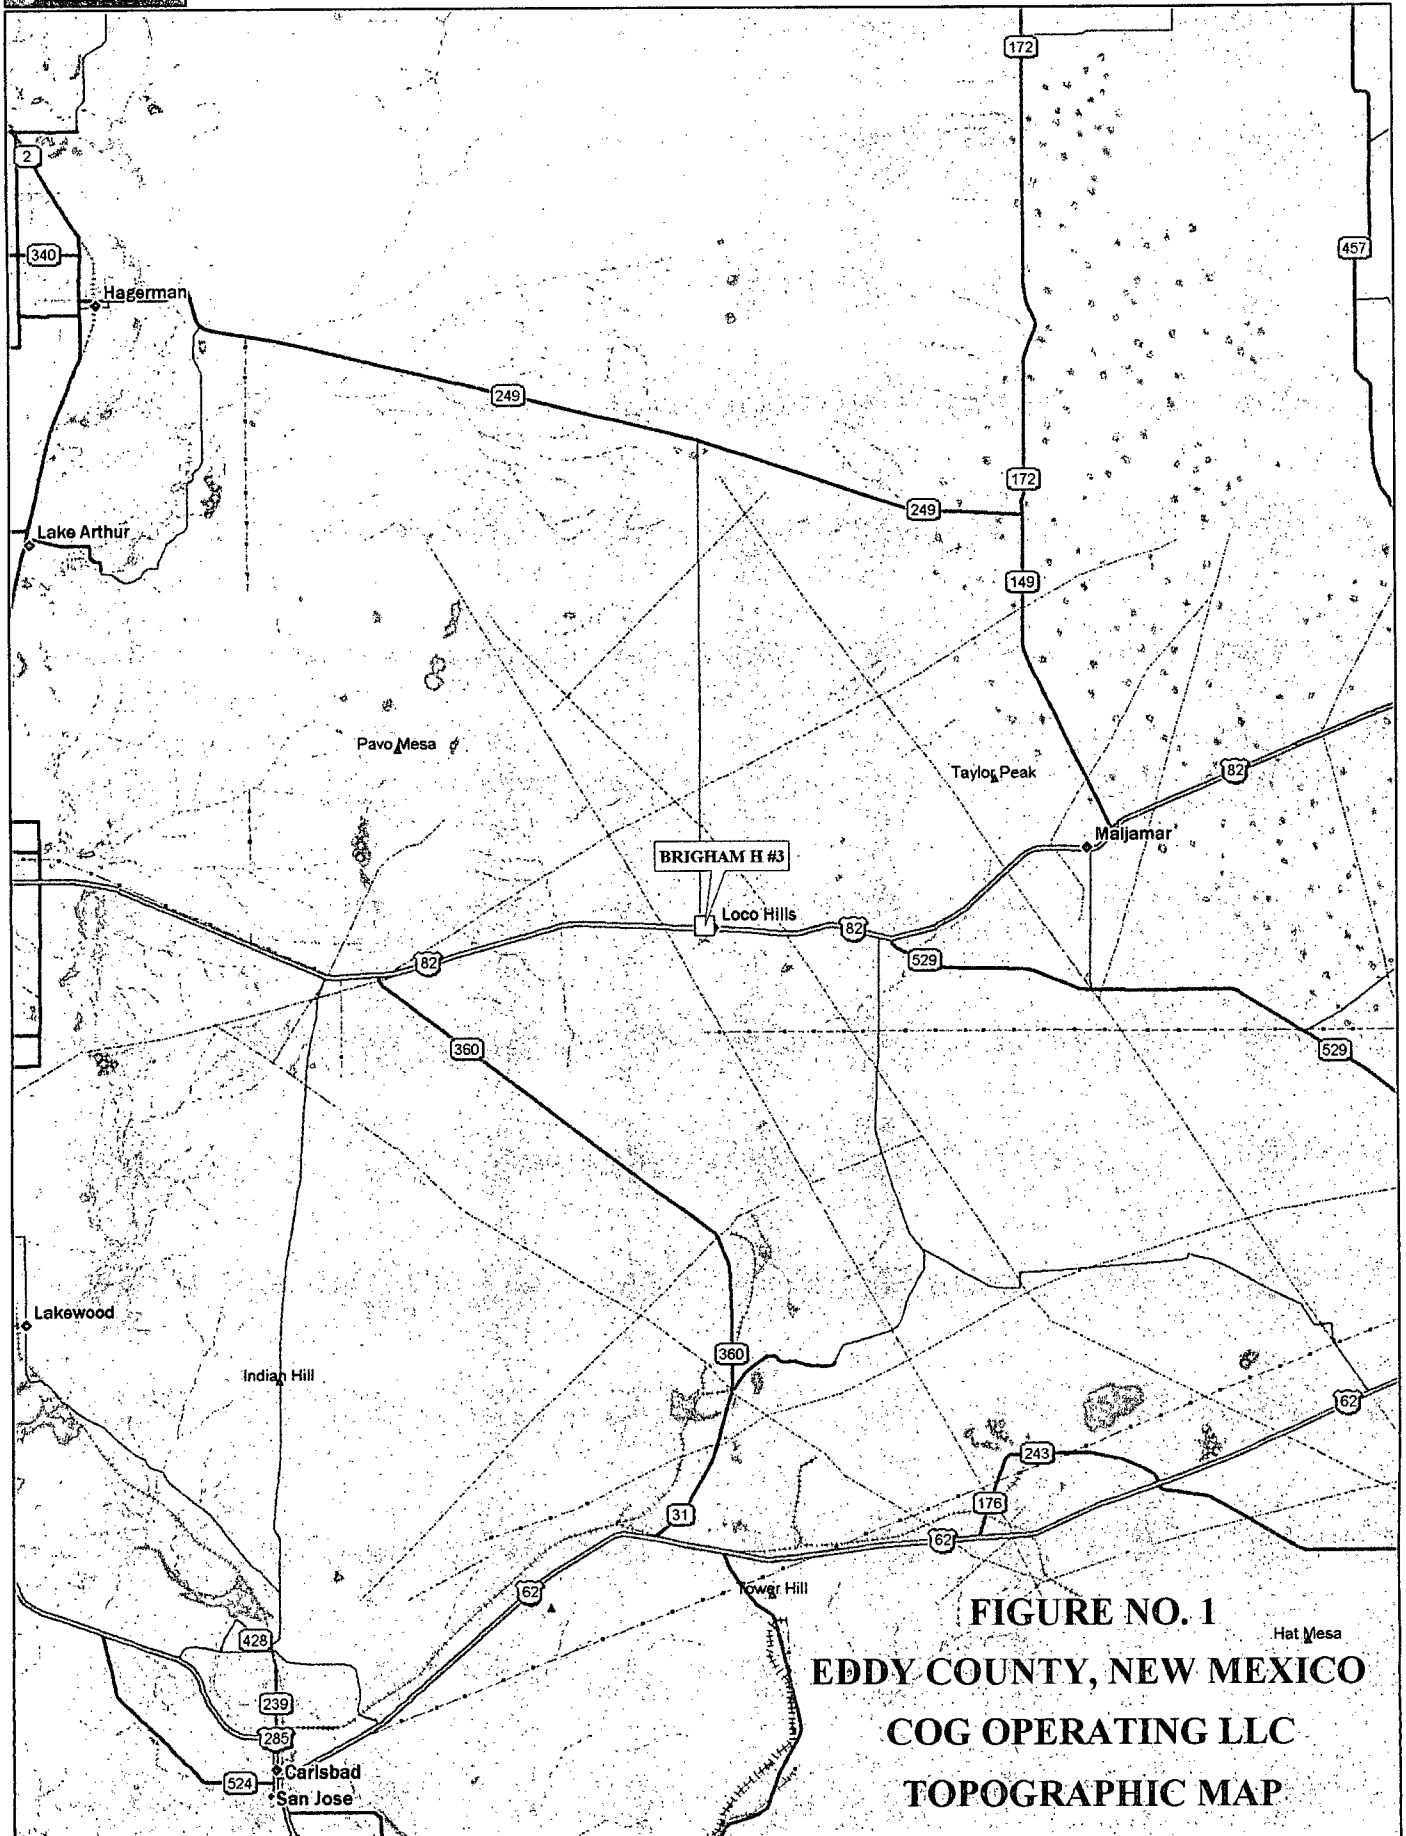 172
2
340
457
Hagerman
249
172
249
Lake Arthur
149
Pavo Mesa
Taylor Peak
82
Maljamar
BRIGHAM H #3
Loco Hills
82
82
529
360
529
Lakewood
360
Indian Hill
62
243
176
31
62
62
Tower Hill
FIGURE NO. 1
Hat Mesa
428
EDDY COUNTY, NEW MEXICO
239
COG OPERATING LLC
285
Carlsbad
524
San Jose
TOPOGRAPHIC MAP